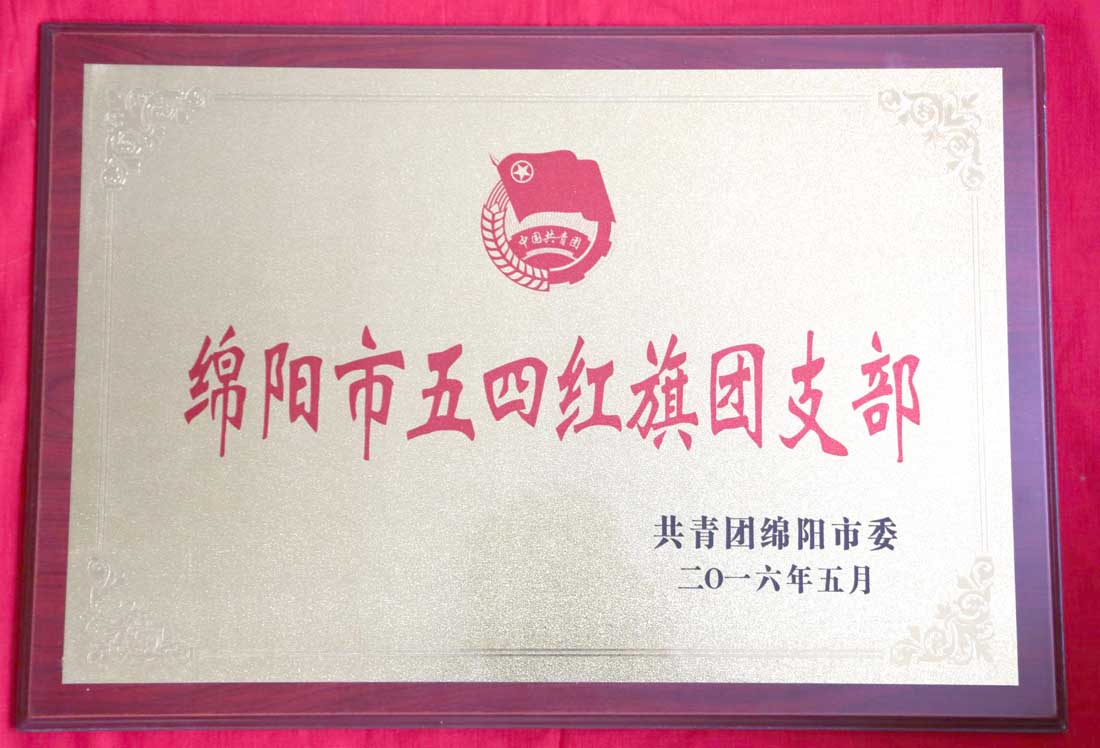 中国共青团
绵阳市五四红旗团支部
共青团绵阳市委
二〇一六年五月